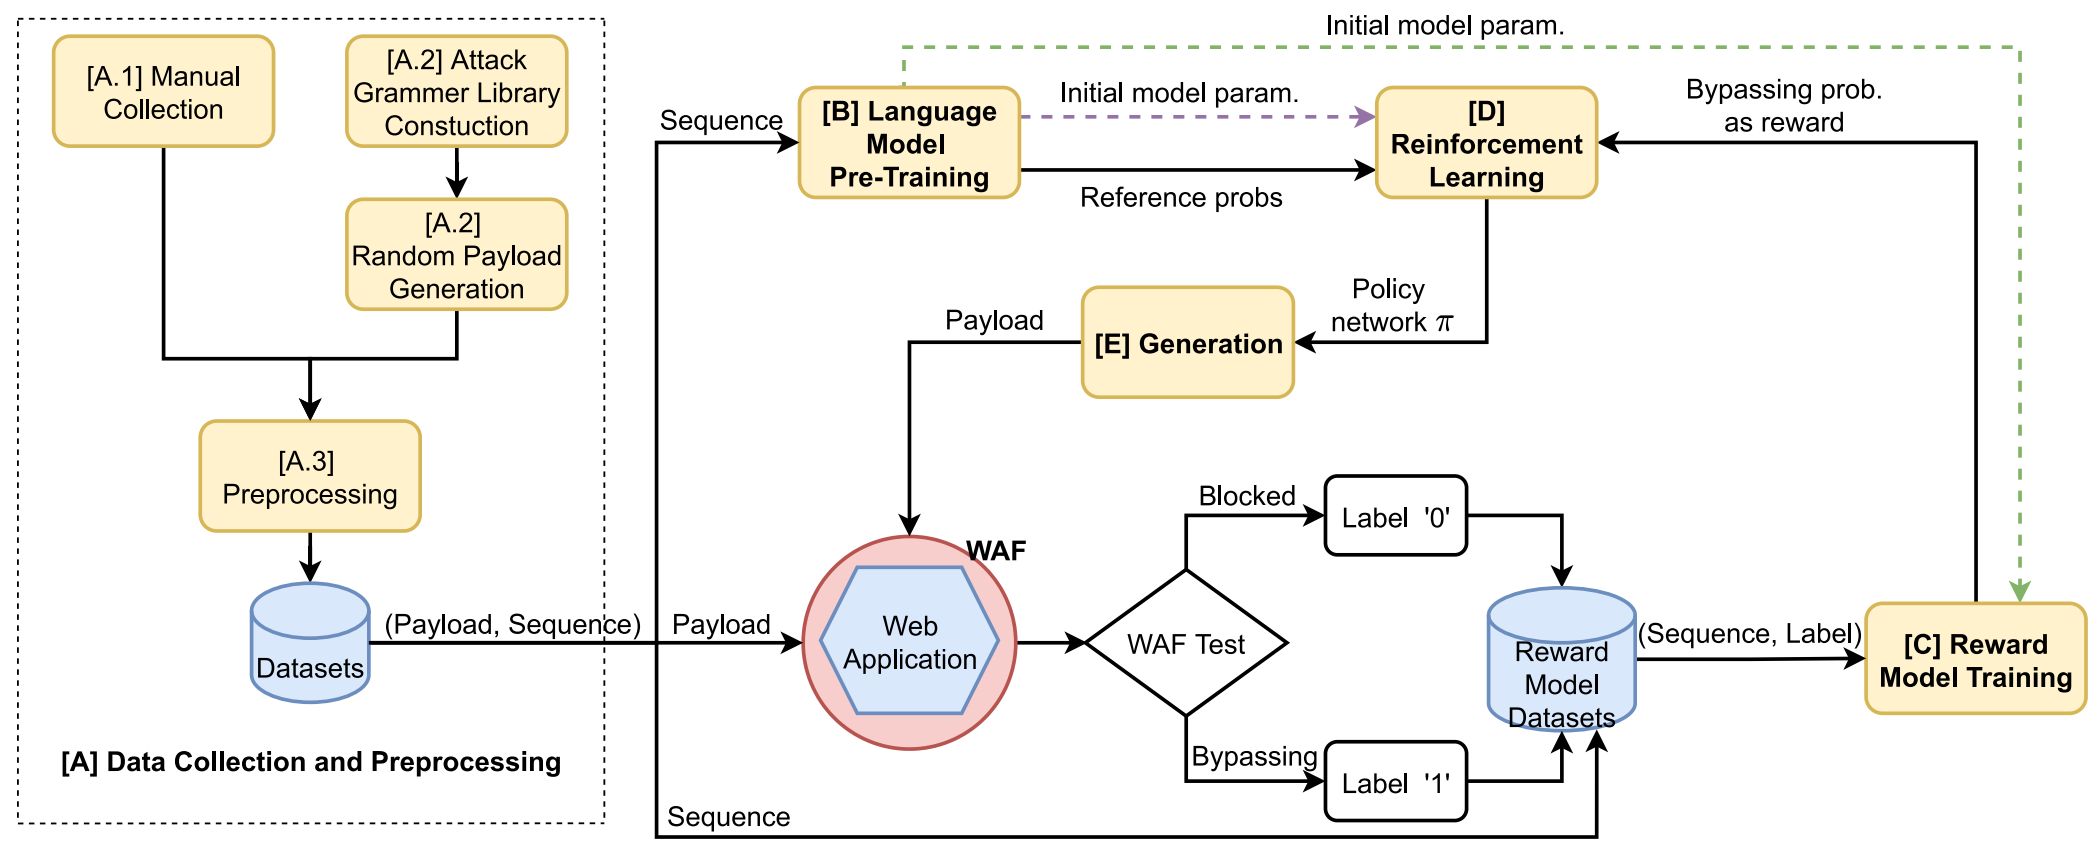 [A.1] Manual
Collection
[A.2] Attack
Grammer Library
Constuction
[A.2]
Random Payload
Generation
[A.3]
Preprocessing
Datasets
[A] Data Collection and Preprocessing
(Payload, Sequence)
Sequence
Payload
Sequence
[B] Language
Model
Pre-Training
Initial model param.
Initial model param.
Reference probs
[D]
Reinforcement
Learning
Bypassing prob.
as reward
Policy
network π
[E] Generation
Payload
WAF
Web
Application
WAF Test
Blocked
Label '0'
Bypassing
Label '1'
Reward
Model
Datasets
(Sequence, Label)
[C] Reward
Model Training